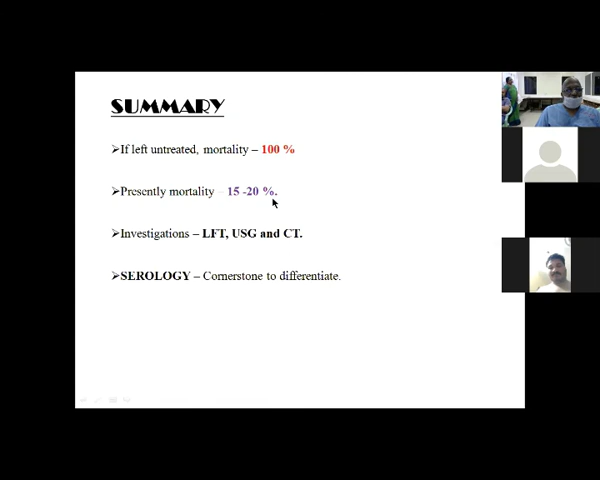 SUMMARY
➢If left untreated, mortality – 100 %
➢Presently mortality – 15 -20 %.
➢Investigations – LFT, USG and CT.
➢SEROLOGY – Cornerstone to differentiate.